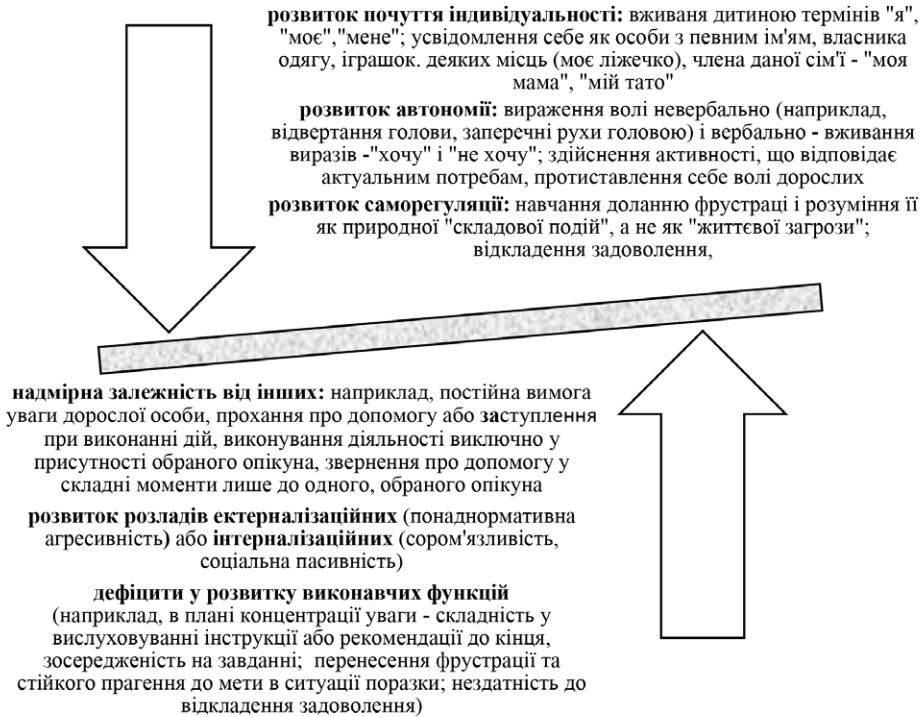 розвиток почуття індивідуальності: вживаня дитиною термінів "я",
"моє","мене"; усвідомлення себе як особи з певним ім'ям, власника
одягу, іграшок. деяких місць (моє ліжечко), члена даної сім'ї - "моя
мама", "мій тато"
розвиток автономії: вираження волі невербально (наприклад,
відвертання голови, заперечні рухи головою) і вербально - вживання
виразів -"хочу" і "не хочу"; здійснення активності, що відповідає
актуальним потребам, протиставлення себе волі дорослих
розвиток саморегуляції: навчання доланню фрустраці і розуміння її
як природної "складової подій", а не як "життєвої загрози";
відкладення задоволення,
надмірна залежність від інших: наприклад, постійна вимога
уваги дорослої особи, прохання про допомогу або заступлення
при виконанні дій, виконування діяльності виключно у
присутності обраного опікуна, звернення про допомогу у
складні моменти лише до одного, обраного опікуна
розвиток розладів ектерналізаційних (понаднормативна
агресивність) або інтерналізаційних (сором'язливість,
соціальна пасивність)
дефіцити у розвитку виконавчих функцій
(наприклад, в плані концентрації уваги - складність у
вислуховуванні інструкції або рекомендації до кінця,
зосередженість на завданні; перенесення фрустрації та
стійкого прагення до мети в ситуації поразки; нездатність до
відкладення задоволення)